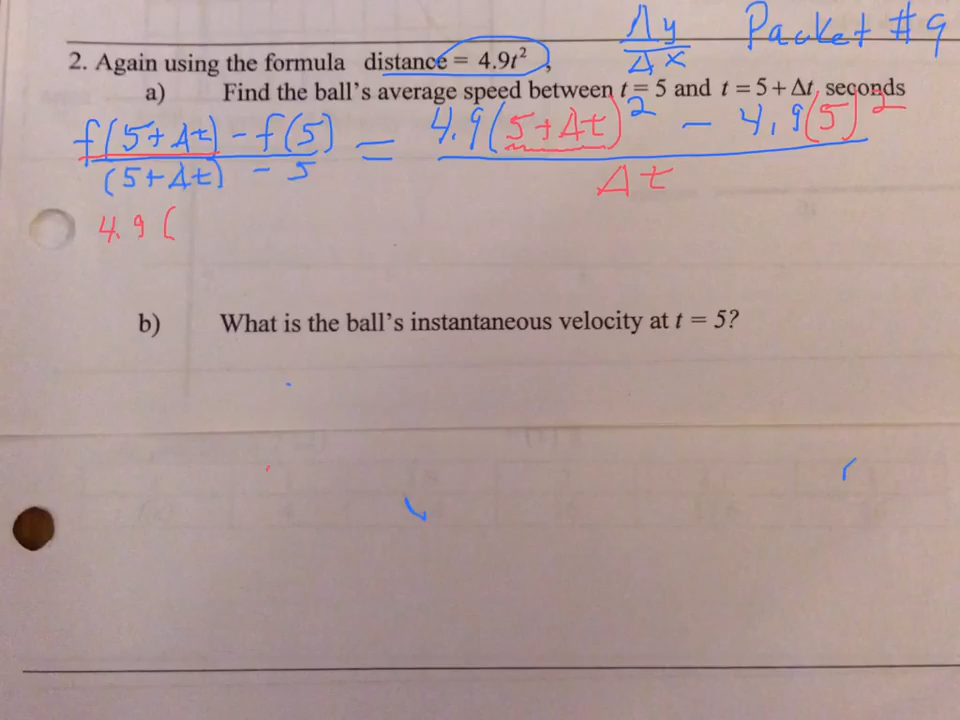 Δy Packet #9
Δx
2. Again using the formula distance = 4.9t²,
a) Find the ball's average speed between t = 5 and t = 5 + Δt, seconds
f(5+Δt) - f(5) = 4.9(5+Δt)² - 4.9(5)²
(5+Δt) - 5 Δt
4.9(
b) What is the ball's instantaneous velocity at t = 5?